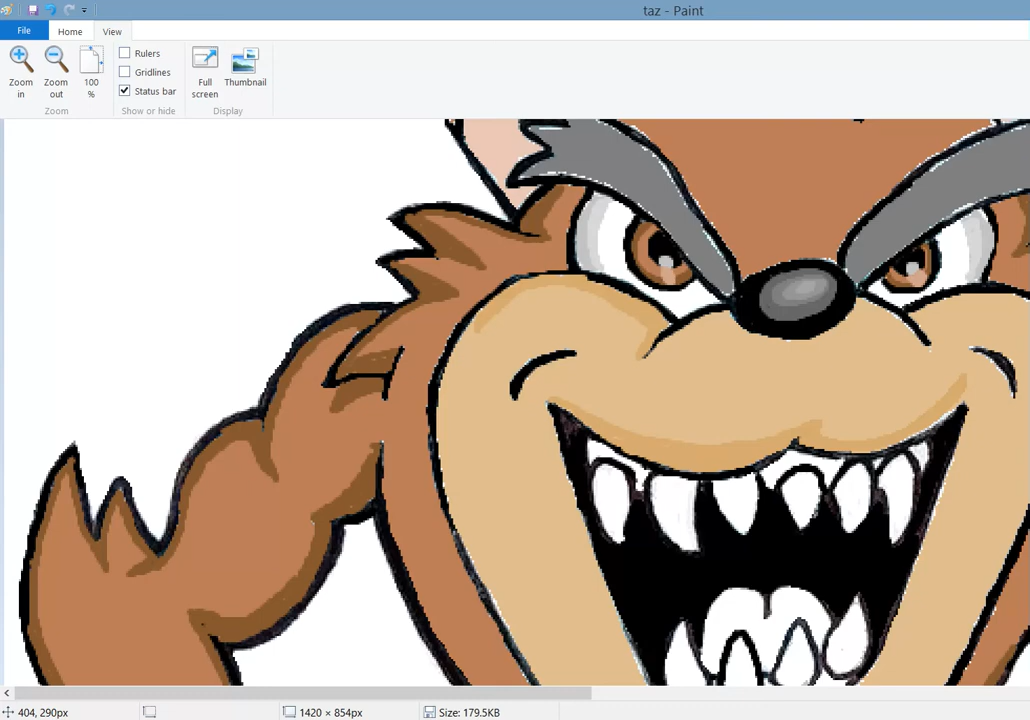 taz - Paint
File Home View
Zoom in
Zoom out
100 %
Rulers
Gridlines
Status bar
Full screen
Thumbnail
Zoom Show or hide Display
404, 290px 1420 × 854px Size: 179.5KB